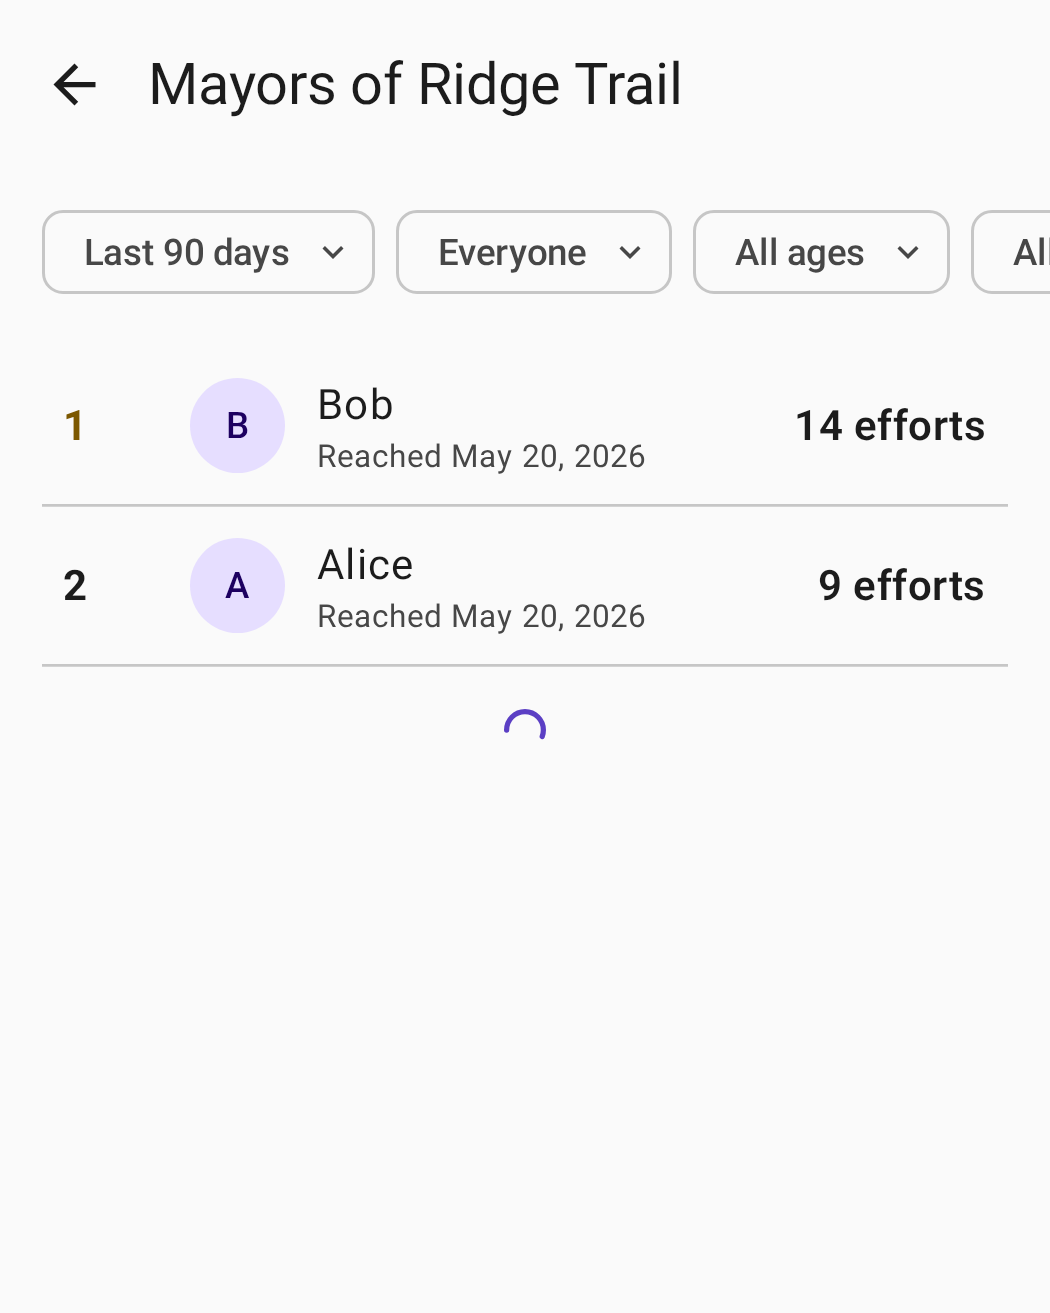 Mayors of Ridge Trail
Last 90 days Everyone All ages All
1 B Bob 14 efforts
Reached May 20, 2026
2 A Alice 9 efforts
Reached May 20, 2026